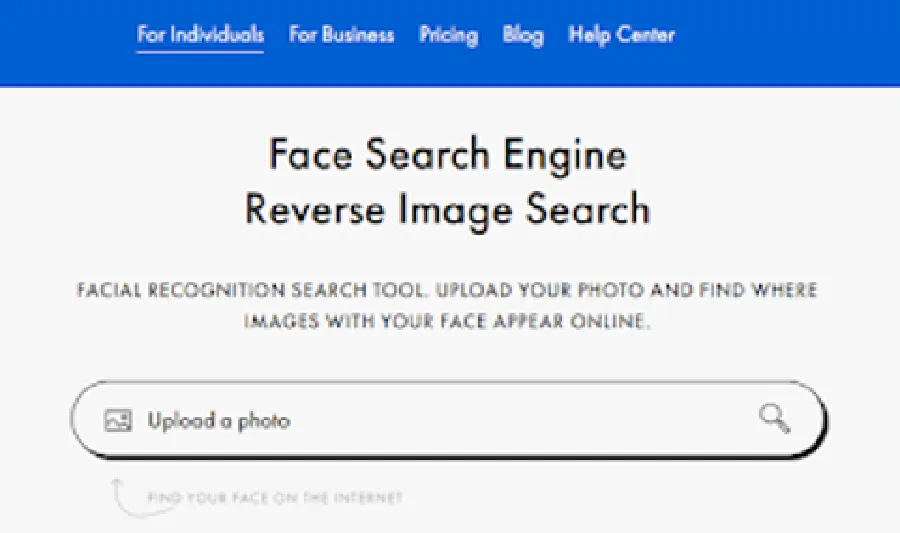 For Individuals For Business Pricing Blog Help Center
Face Search Engine
Reverse Image Search
FACIAL RECOGNITION SEARCH TOOL. UPLOAD YOUR PHOTO AND FIND WHERE
IMAGES WITH YOUR FACE APPEAR ONLINE.
Upload a photo
FIND YOUR FACE ON THE INTERNET